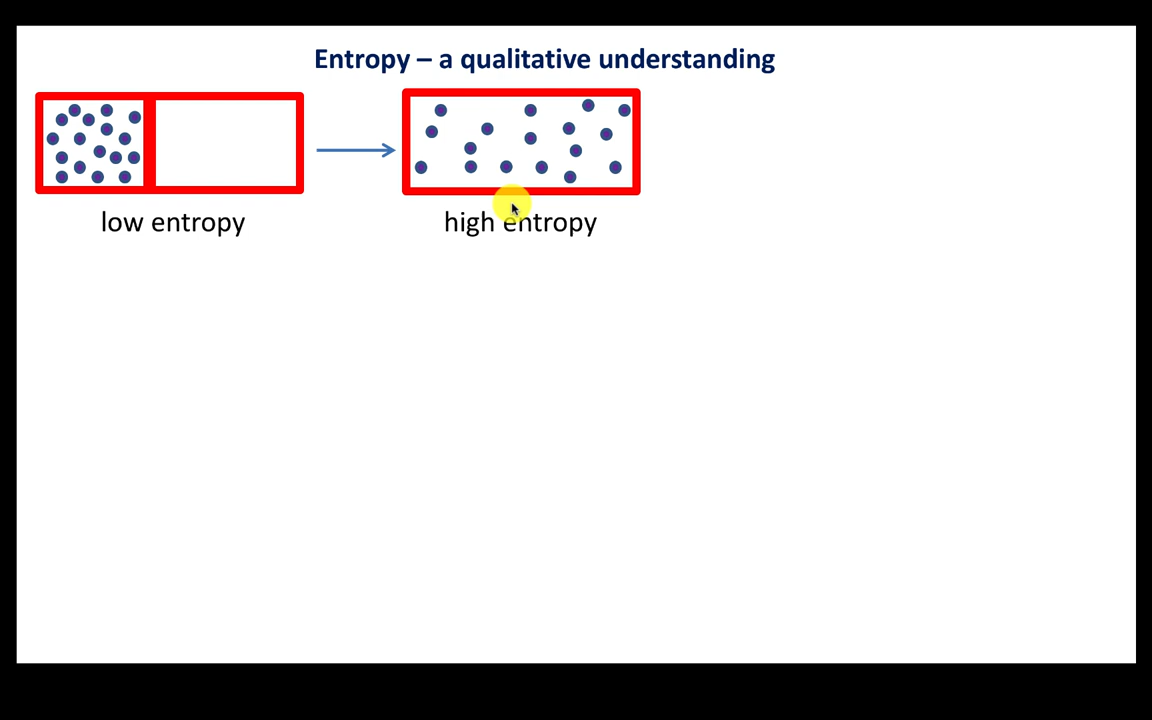 Entropy – a qualitative understanding
low entropy
high entropy